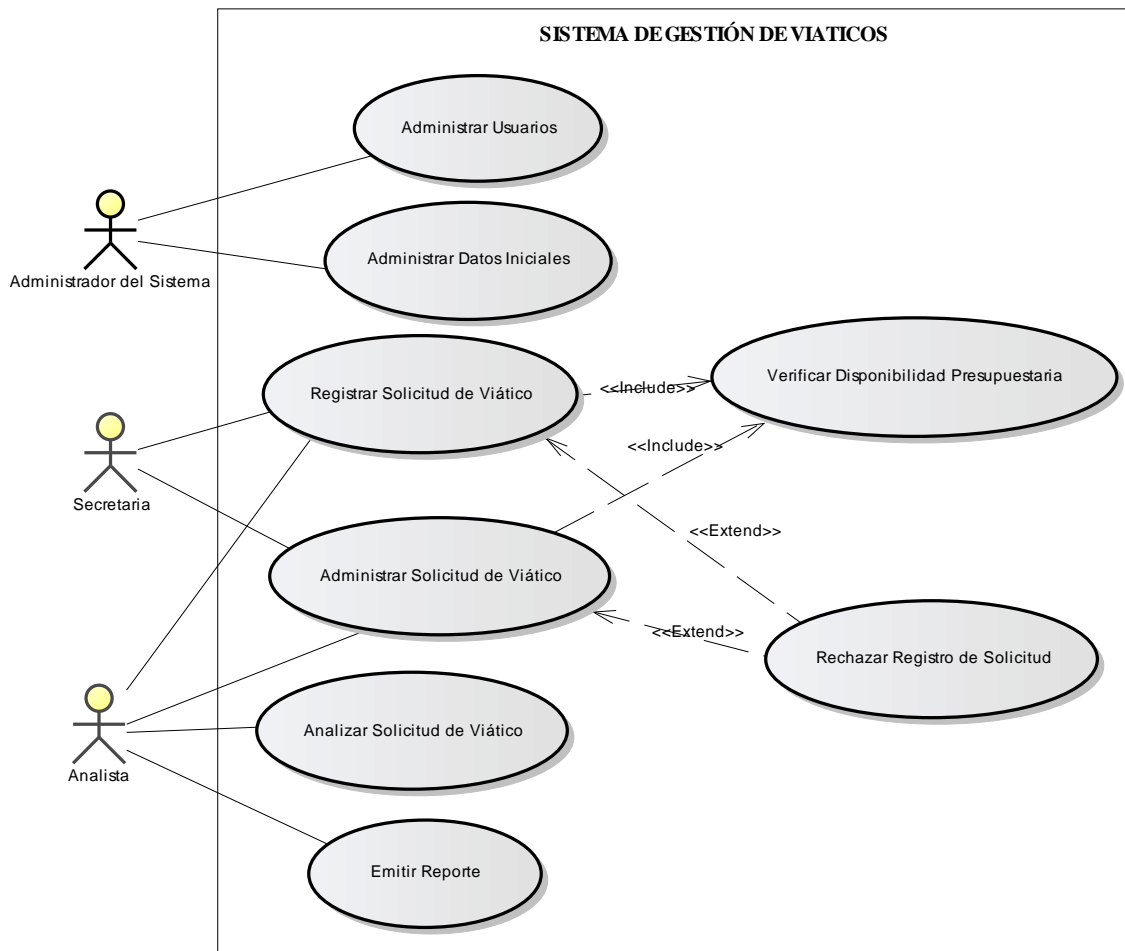 SISTEMA DE GESTIÓN DE VIATICOS
Administrar Usuarios
Administrar Datos Iniciales
Administrador del Sistema
Registrar Solicitud de Viático
<<Include>>
Verificar Disponibilidad Presupuestaria
<<Include>>
Secretaria
<<Extend>>
Administrar Solicitud de Viático
<<Extend>>
Rechazar Registro de Solicitud
Analizar Solicitud de Viático
Analista
Emitir Reporte